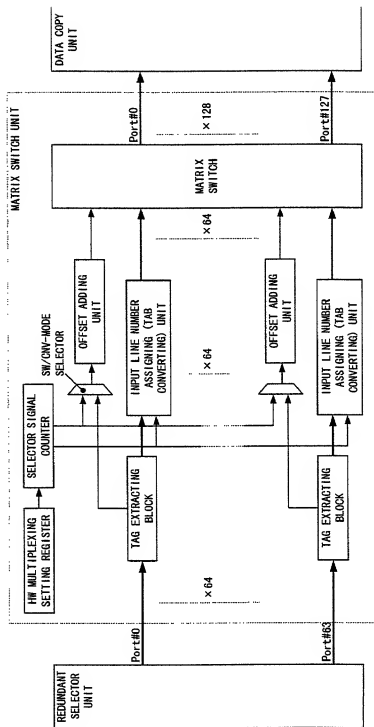 MATRIX SWITCH UNIT
HW MULTIPLEXING
SETTING REGISTER
SELECTOR SIGNAL
COUNTER
SW/CNV-MODE
SELECTOR
OFFSET ADDING
UNIT
REDUNDANT
SELECTOR
UNIT
Port#0
TAG EXTRACTING
BLOCK
INPUT LINE NUMBER
ASSIGNING (TAB
CONVERTING) UNIT
MATRIX
SWITCH
Port#0
DATA COPY
UNIT
×64
×64
×64
×128
OFFSET ADDING
UNIT
Port#63
TAG EXTRACTING
BLOCK
INPUT LINE NUMBER
ASSIGNING (TAB
CONVERTING) UNIT
Port#127